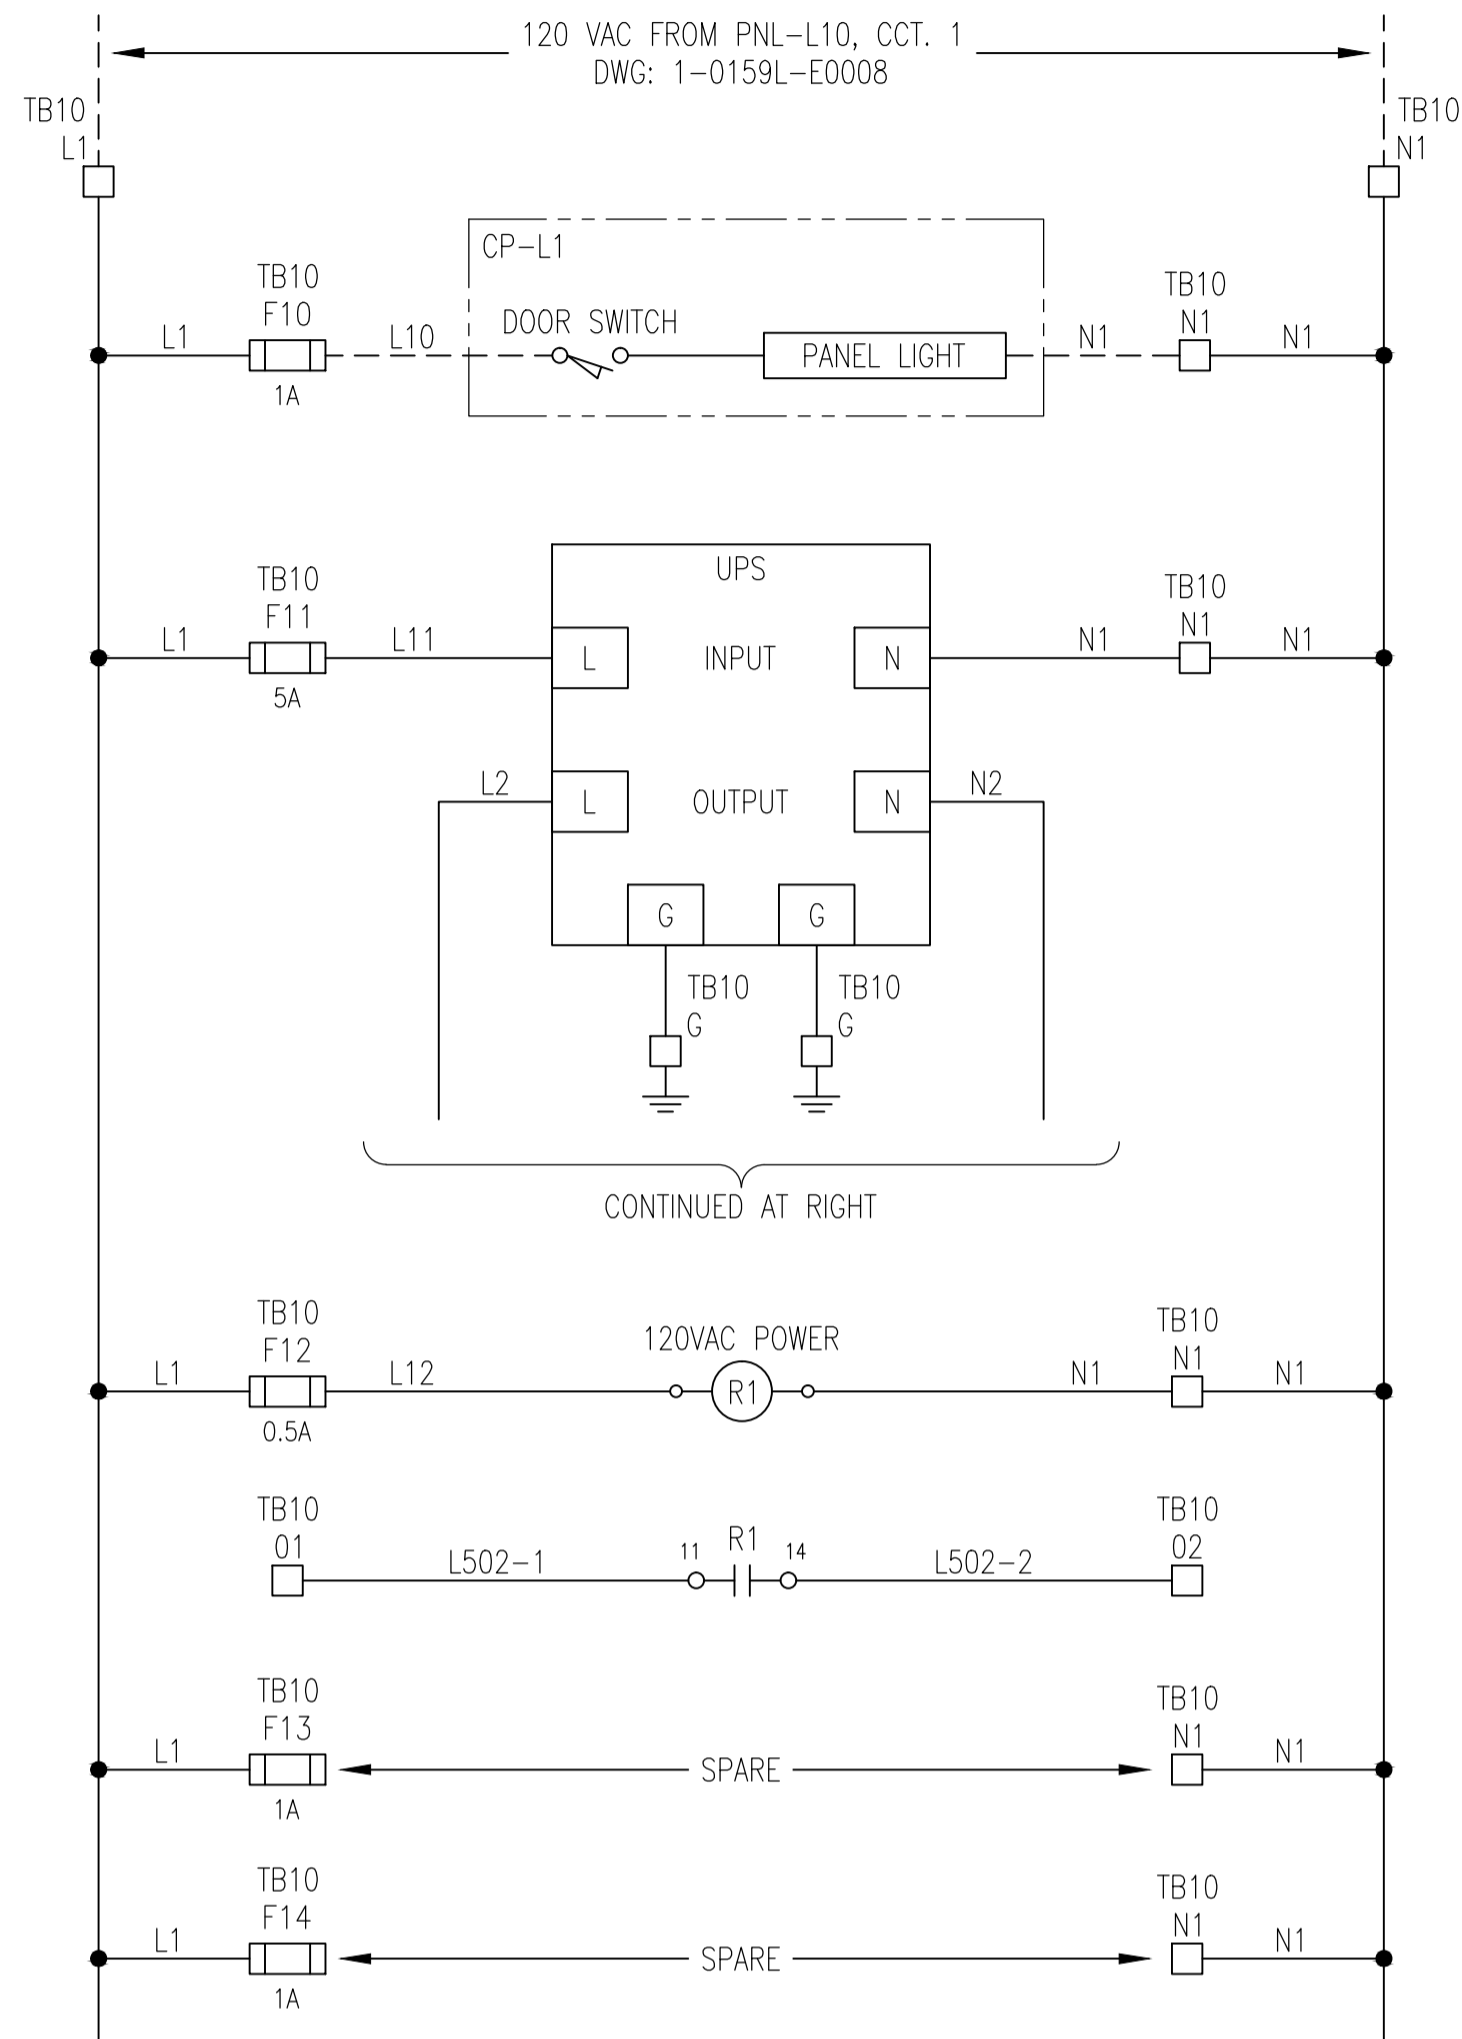 120 VAC FROM PNL-L10, CCT. 1
DWG: 1-0159L-E0008
TB10
L1
TB10
N1
CP-L1
TB10
F10
L1
1A
L10
DOOR SWITCH
PANEL LIGHT
N1
TB10
N1
N1
TB10
F11
L1
5A
L11
UPS
L
INPUT
N
N1
TB10
N1
N1
L2
L
OUTPUT
N
N2
G
G
TB10
G
TB10
G
CONTINUED AT RIGHT
TB10
F12
L1
0.5A
L12
120VAC POWER
R1
N1
TB10
N1
N1
TB10
01
L502-1
11
R1
14
L502-2
TB10
02
TB10
F13
L1
1A
SPARE
TB10
N1
N1
TB10
F14
L1
1A
SPARE
TB10
N1
N1